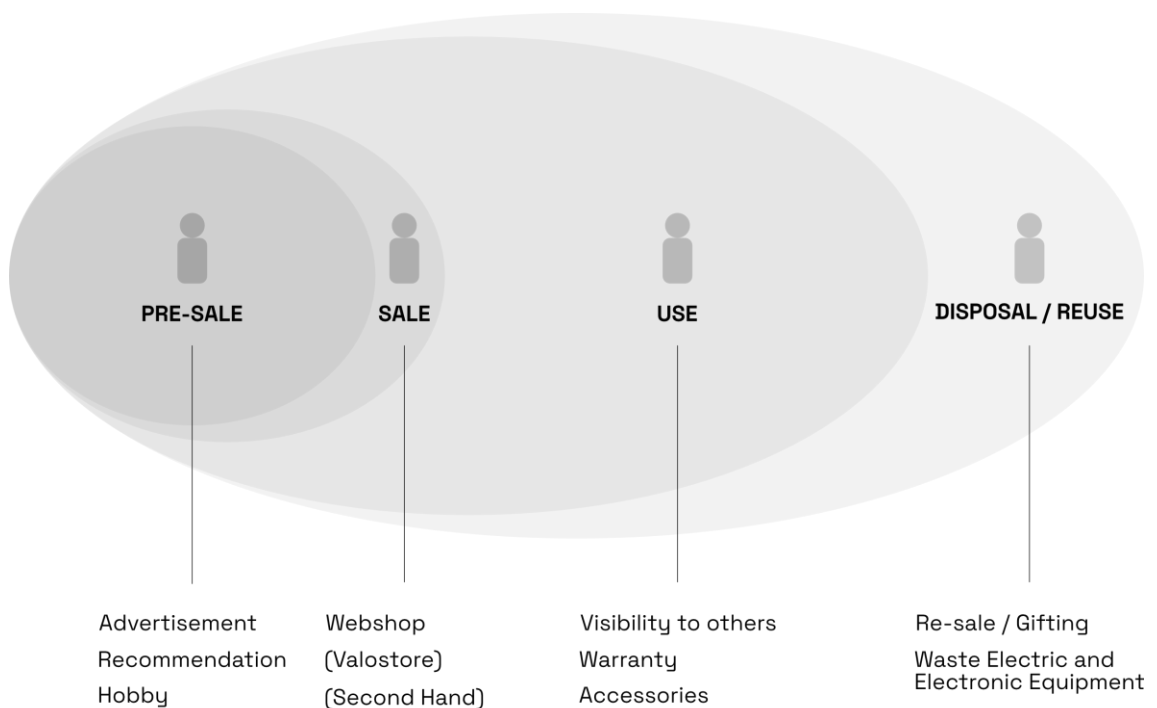 PRE-SALE
SALE
USE
DISPOSAL / REUSE
Advertisement
Recommendation
Hobby
Webshop
(Valostore)
(Second Hand)
Visibility to others
Warranty
Accessories
Re-sale / Gifting
Waste Electric and
Electronic Equipment